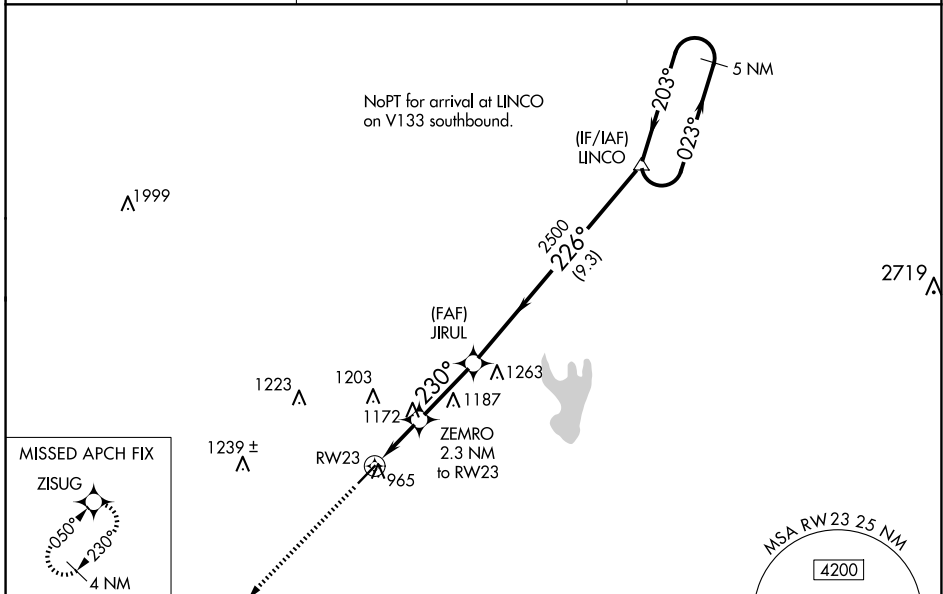 5 NM
203°
023°
NoPT for arrival at LINCO
on V133 southbound.
(IF/IAF)
LINCO
1999
2500
226°
(9.3)
2719
(FAF)
JIRUL
1263
1223
1203
230°
1187
1172
ZEMRO
2.3 NM
to RW23
1239 ±
RW23
965
MISSED APCH FIX
ZISUG
050°
230°
4 NM
MSA RW23 25 NM
4200